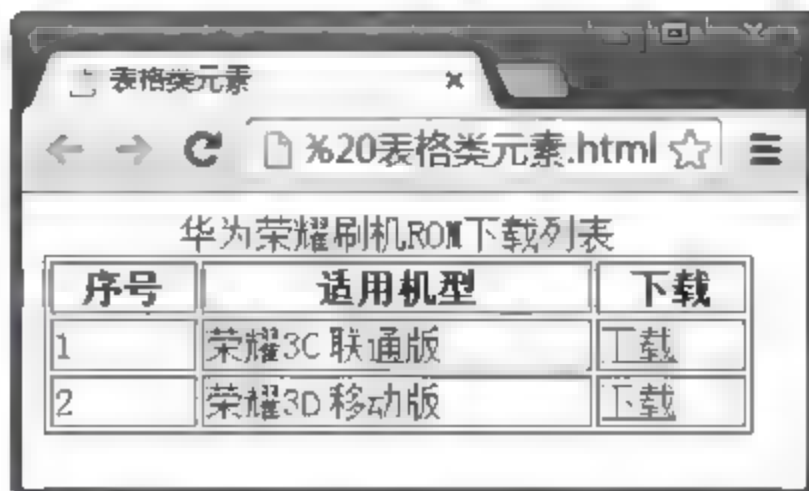 表格类元素
%20表格类元素.html
华为荣耀刷机ROM下载列表
序号 适用机型 下载
1 荣耀3C 联通版 下载
2 荣耀3D 移动版 下载